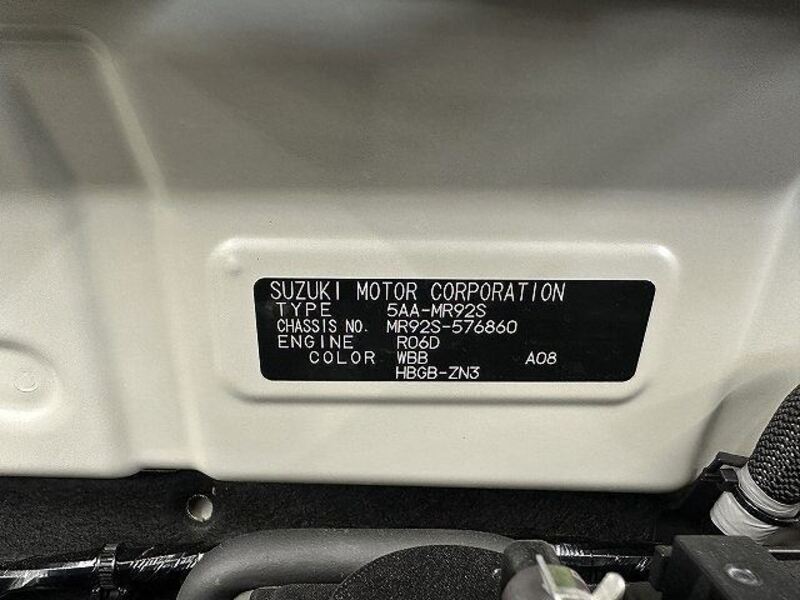 SUZUKI MOTOR CORPORATION
TYPE 5AA-MR92S
CHASSIS NO. MR92S-576860
ENGINE R06D
COLOR WBB A08
HBGB-ZN3